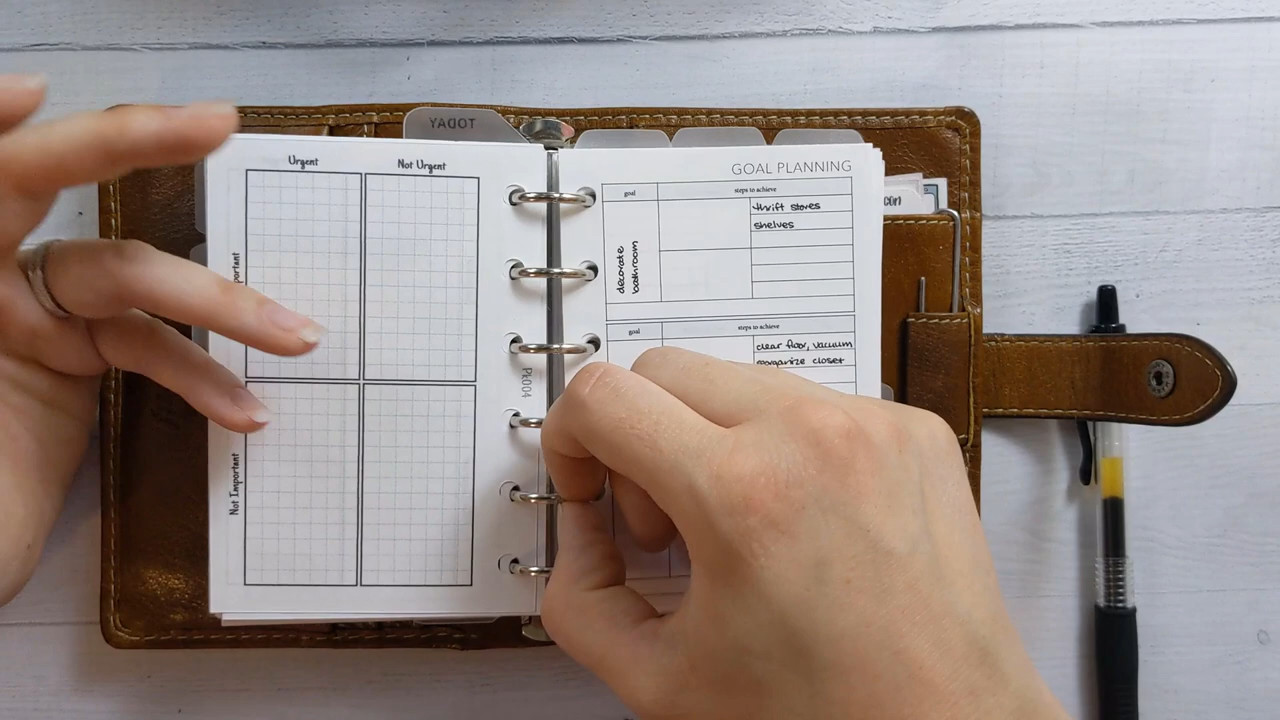 TODAY
Urgent
Not Urgent
Not Important
PK004
GOAL PLANNING
goal
steps to achieve
thrift stores
shelves
decorate
bathroom
goal
steps to achieve
clear floor, vacuum
organize closet